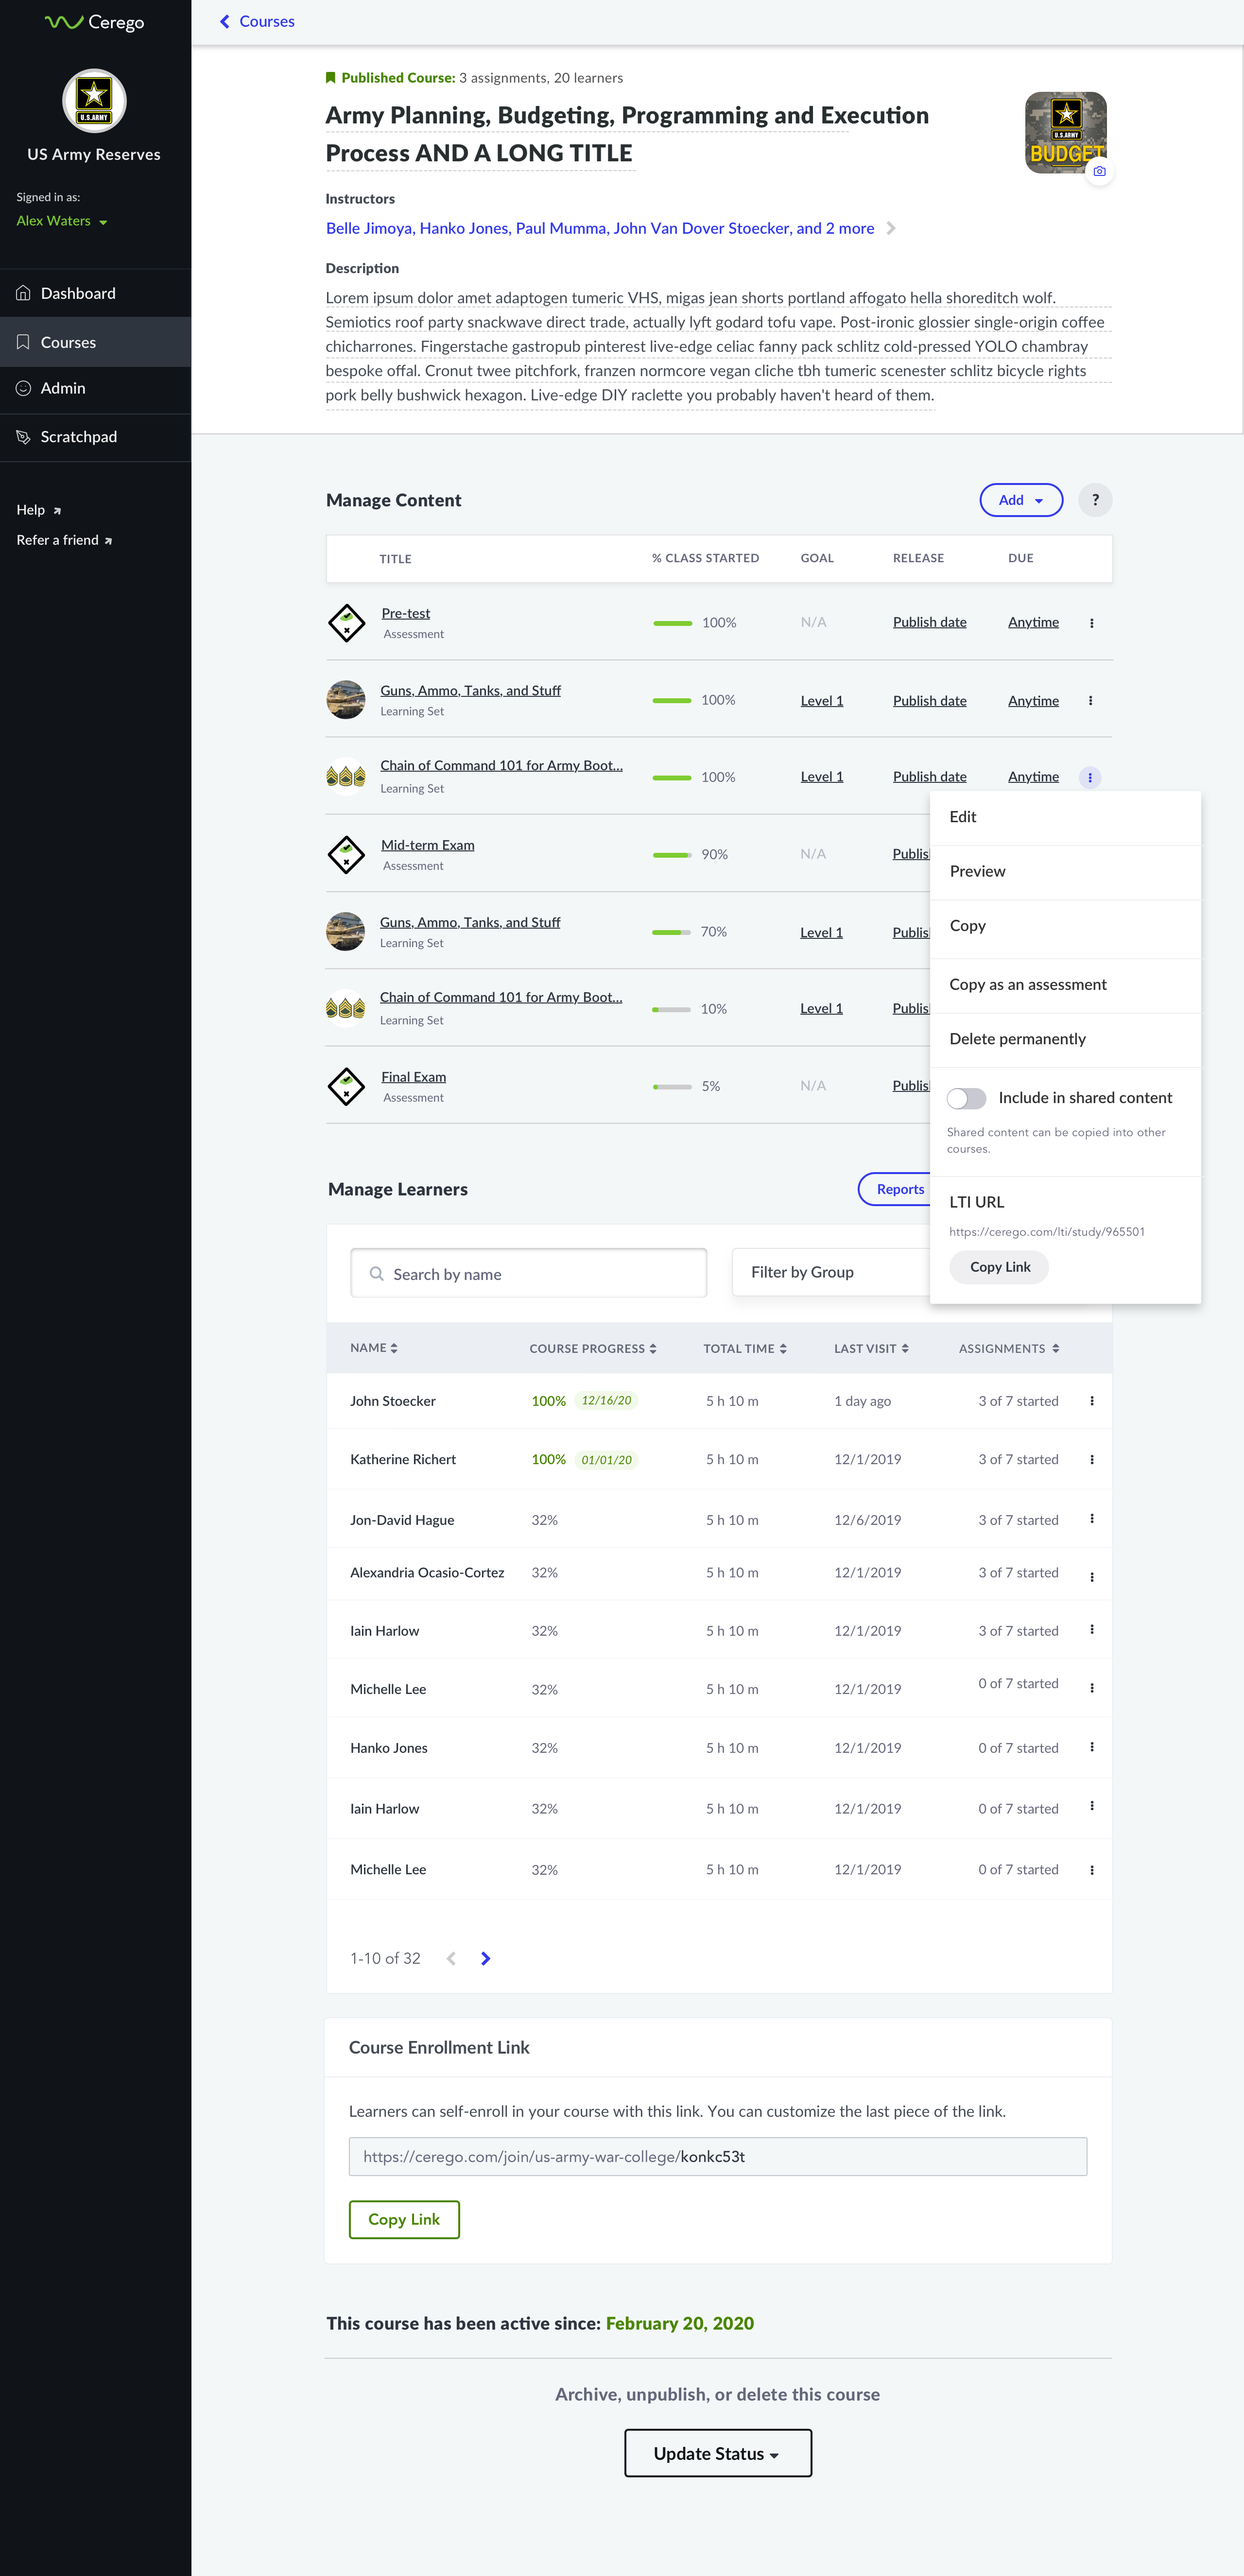 Cerego
US Army Reserves
Signed in as:
Alex Waters
Dashboard
Courses
Admin
Scratchpad
Help
Refer a friend
Courses
Published Course: 3 assignments, 20 learners
Army Planning, Budgeting, Programming and Execution
Process AND A LONG TITLE
U.S.ARMY
BUDGET
Instructors
Belle Jimoya, Hanko Jones, Paul Mumma, John Van Dover Stoecker, and 2 more
Description
Lorem ipsum dolor amet adaptogen tumeric VHS, migas jean shorts portland affogato hella shoreditch wolf.
Semiotics roof party snackwave direct trade, actually lyft godard tofu vape. Post-ironic glossier single-origin coffee
chicharrones. Fingerstache gastropub pinterest live-edge celiac fanny pack schlitz cold-pressed YOLO chambray
bespoke offal. Cronut twee pitchfork, franzen normcore vegan cliche tbh tumeric scenester schlitz bicycle rights
pork belly bushwick hexagon. Live-edge DIY raclette you probably haven't heard of them.
Manage Content
Add
?
TITLE % CLASS STARTED GOAL RELEASE DUE
Pre-test
Assessment
100% N/A Publish date Anytime
Guns, Ammo, Tanks, and Stuff
Learning Set
100% Level 1 Publish date Anytime
Chain of Command 101 for Army Boot...
Learning Set
100% Level 1 Publish date Anytime
Mid-term Exam
Assessment
90% N/A Publis
Guns, Ammo, Tanks, and Stuff
Learning Set
70% Level 1 Publis
Chain of Command 101 for Army Boot...
Learning Set
10% Level 1 Publis
Final Exam
Assessment
5% N/A Publis
Edit
Preview
Copy
Copy as an assessment
Delete permanently
Include in shared content
Shared content can be copied into other
courses.
LTI URL
https://cerego.com/lti/study/965501
Copy Link
Manage Learners
Reports
Search by name
Filter by Group
NAME COURSE PROGRESS TOTAL TIME LAST VISIT ASSIGNMENTS
John Stoecker 100% 12/16/20 5 h 10 m 1 day ago 3 of 7 started
Katherine Richert 100% 01/01/20 5 h 10 m 12/1/2019 3 of 7 started
Jon-David Hague 32% 5 h 10 m 12/6/2019 3 of 7 started
Alexandria Ocasio-Cortez 32% 5 h 10 m 12/1/2019 3 of 7 started
Iain Harlow 32% 5 h 10 m 12/1/2019 3 of 7 started
Michelle Lee 32% 5 h 10 m 12/1/2019 0 of 7 started
Hanko Jones 32% 5 h 10 m 12/1/2019 0 of 7 started
Iain Harlow 32% 5 h 10 m 12/1/2019 0 of 7 started
Michelle Lee 32% 5 h 10 m 12/1/2019 0 of 7 started
1-10 of 32
Course Enrollment Link
Learners can self-enroll in your course with this link. You can customize the last piece of the link.
https://cerego.com/join/us-army-war-college/konkc53t
Copy Link
This course has been active since: February 20, 2020
Archive, unpublish, or delete this course
Update Status